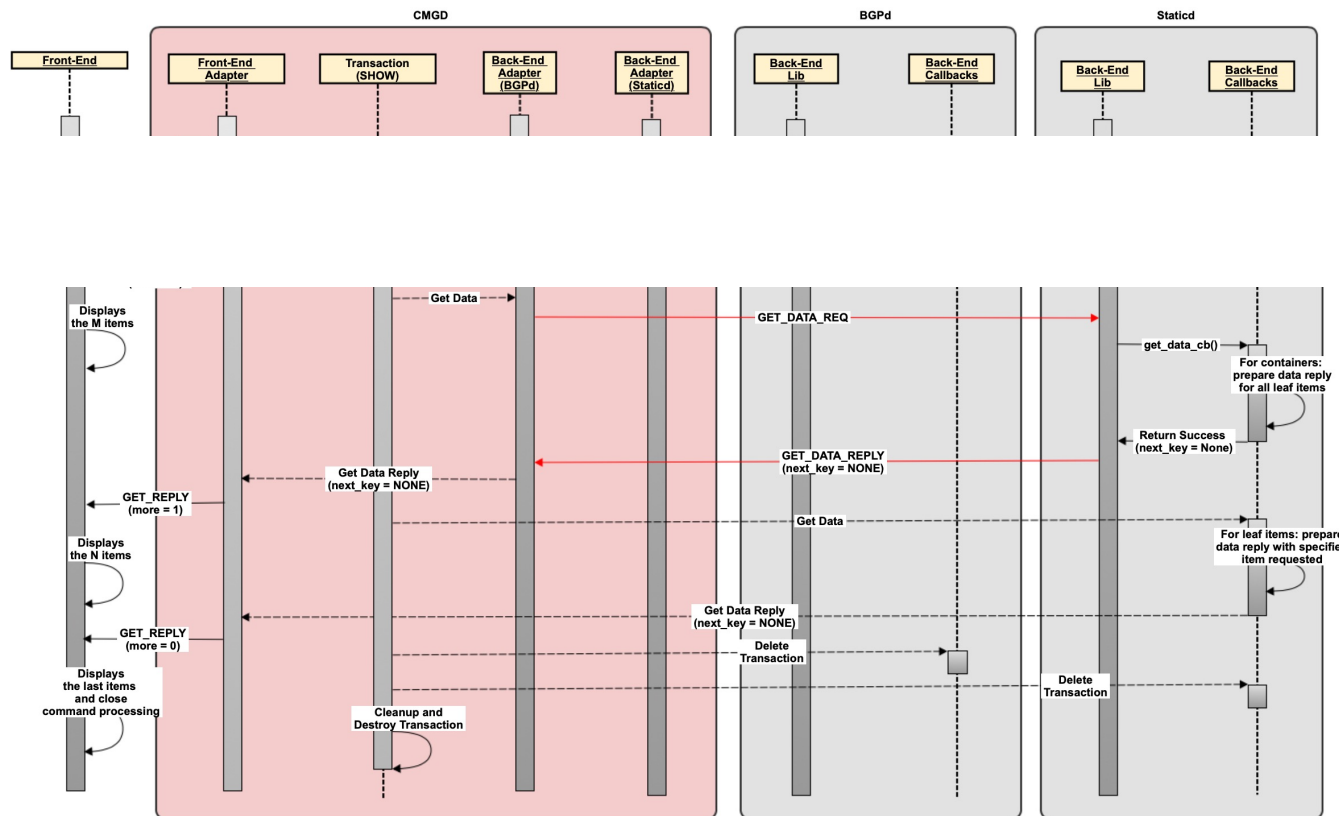 CMGD
BGPd
Staticd
Front-End
Front-End
Adapter
Transaction
(SHOW)
Back-End
Adapter
(BGPd)
Back-End
Adapter
(Staticd)
Back-End
Lib
Back-End
Callbacks
Back-End
Lib
Back-End
Callbacks
Get Data
Displays
the M items
GET_DATA_REQ
get_data_cb()
For containers:
prepare data reply
for all leaf items
Return Success
(next_key = None)
GET_DATA_REPLY
(next_key = NONE)
Get Data Reply
(next_key = NONE)
GET_REPLY
(more = 1)
Get Data
Displays
the N items
For leaf items: prepare
data reply with specifie
item requested
Get Data Reply
(next_key = NONE)
GET_REPLY
(more = 0)
Delete
Transaction
Displays
the last items
and close
command processing
Delete
Transaction
Cleanup and
Destroy Transaction